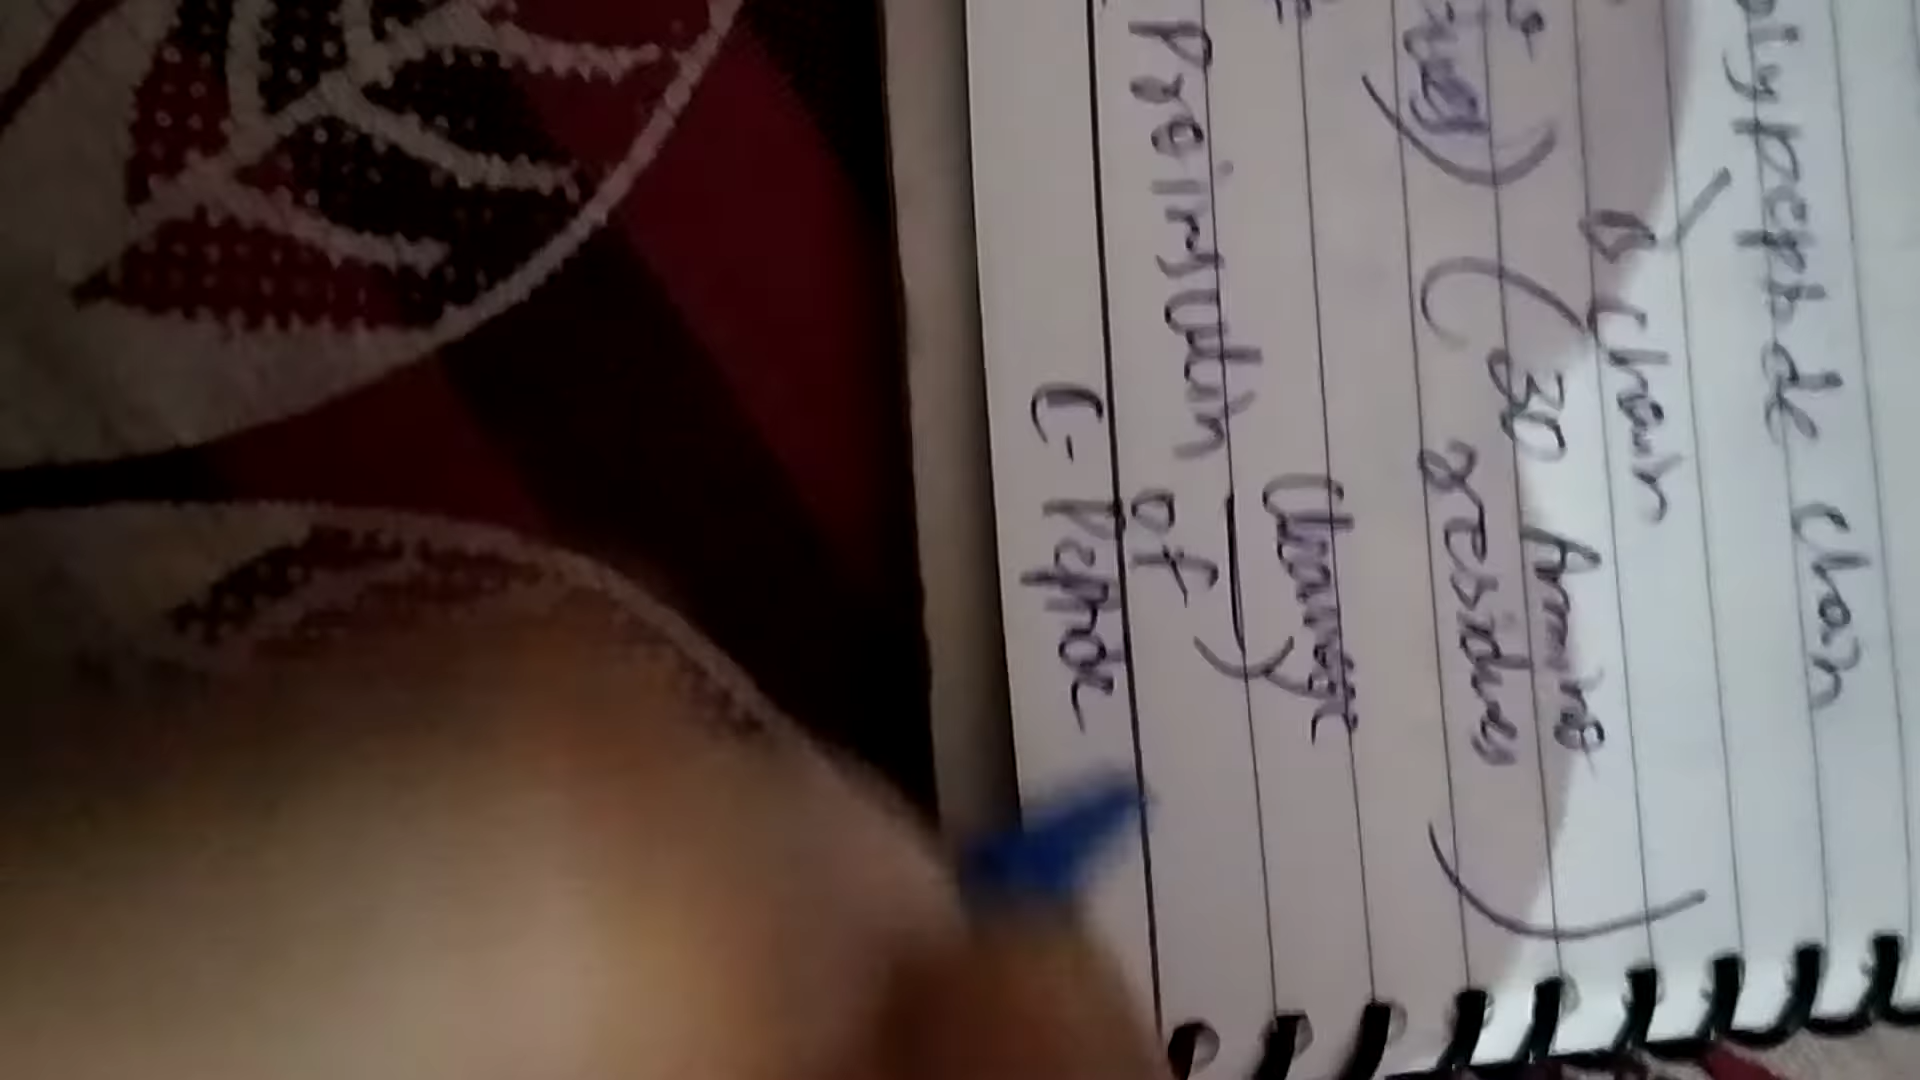 polypeptide chain
B chain
(30 Amino
residues)
Cleavage
Proinsulin →
of
C-Peptide